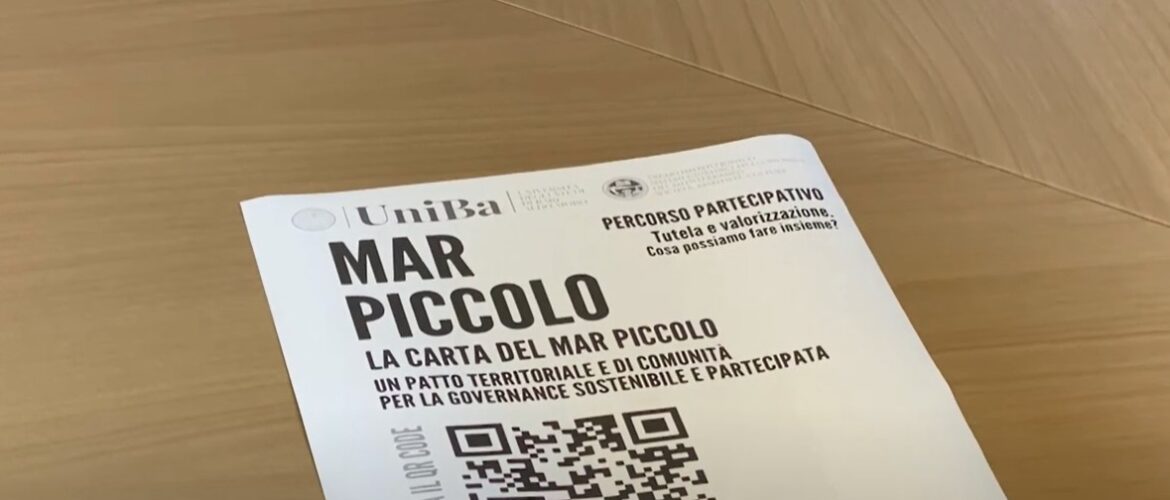 UniBa
PERCORSO PARTECIPATIVO
Tutela e valorizzazione.
Cosa possiamo fare insieme?
MAR
PICCOLO
LA CARTA DEL MAR PICCOLO
UN PATTO TERRITORIALE E DI COMUNITÀ
PER LA GOVERNANCE SOSTENIBILE E PARTECIPATA
IL QR CODE